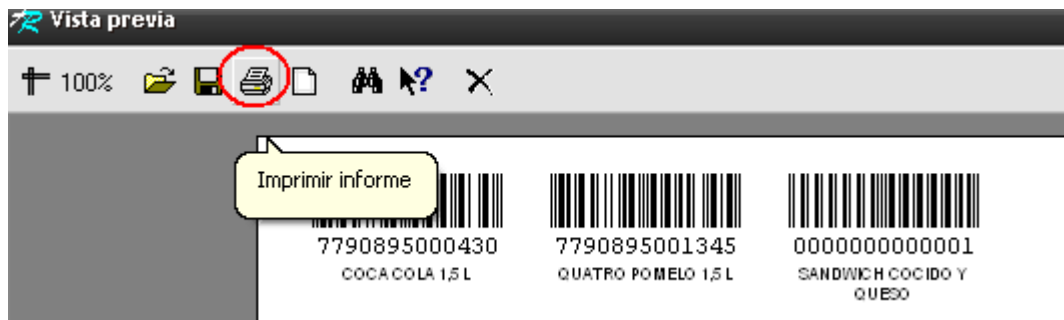 Vista previa
100%
Imprimir informe
7790895000430 7790895001345 0000000000001
COCA COLA 1,5 L QUATRO POMELO 1,5 L SANDWICH COCIDO Y
QUESO